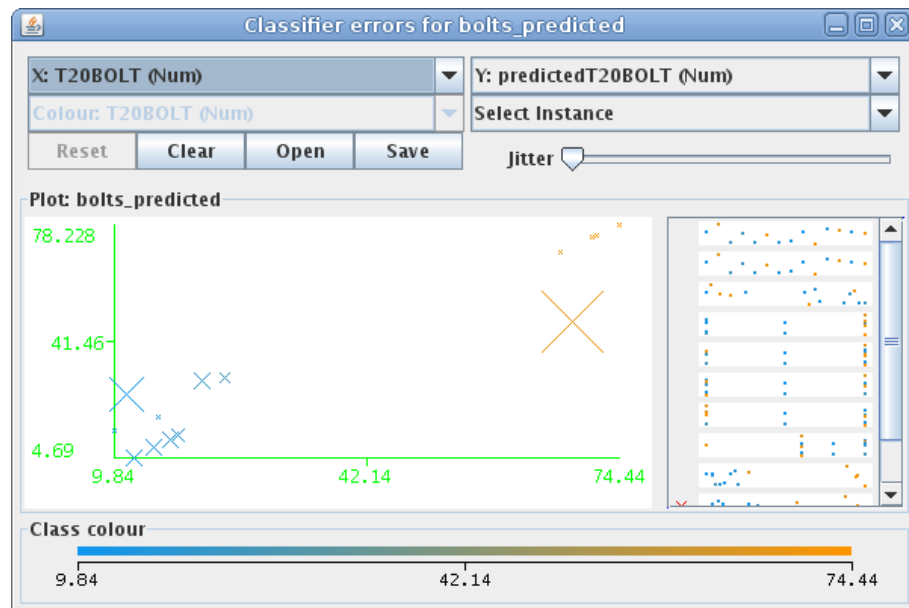 Classifier errors for bolts_predicted
X: T20BOLT (Num)
Y: predictedT20BOLT (Num)
Colour: T20BOLT (Num)
Select Instance
Reset
Clear
Open
Save
Jitter
Plot: bolts_predicted
78.228
41.46
4.69
9.84
42.14
74.44
Class colour
9.84
42.14
74.44